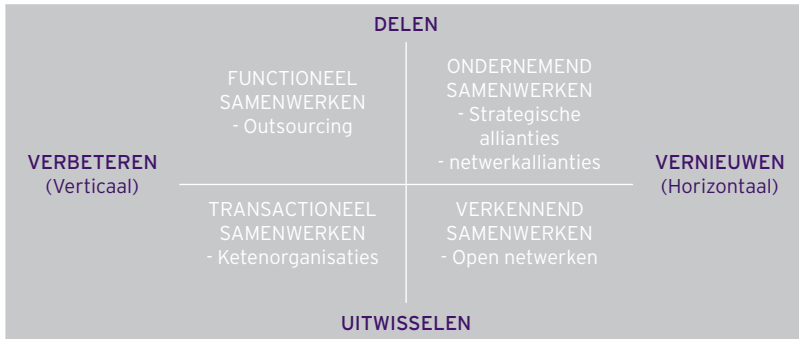 DELEN
FUNCTIONEEL
SAMENWERKEN
- Outsourcing
ONDERNEMEND
SAMENWERKEN
- Strategische
allianties
- netwerkallianties
VERBETEREN
(Verticaal)
VERNIEUWEN
(Horizontaal)
TRANSACTIONEEL
SAMENWERKEN
- Ketenorganisaties
VERKENNEND
SAMENWERKEN
- Open netwerken
UITWISSELEN